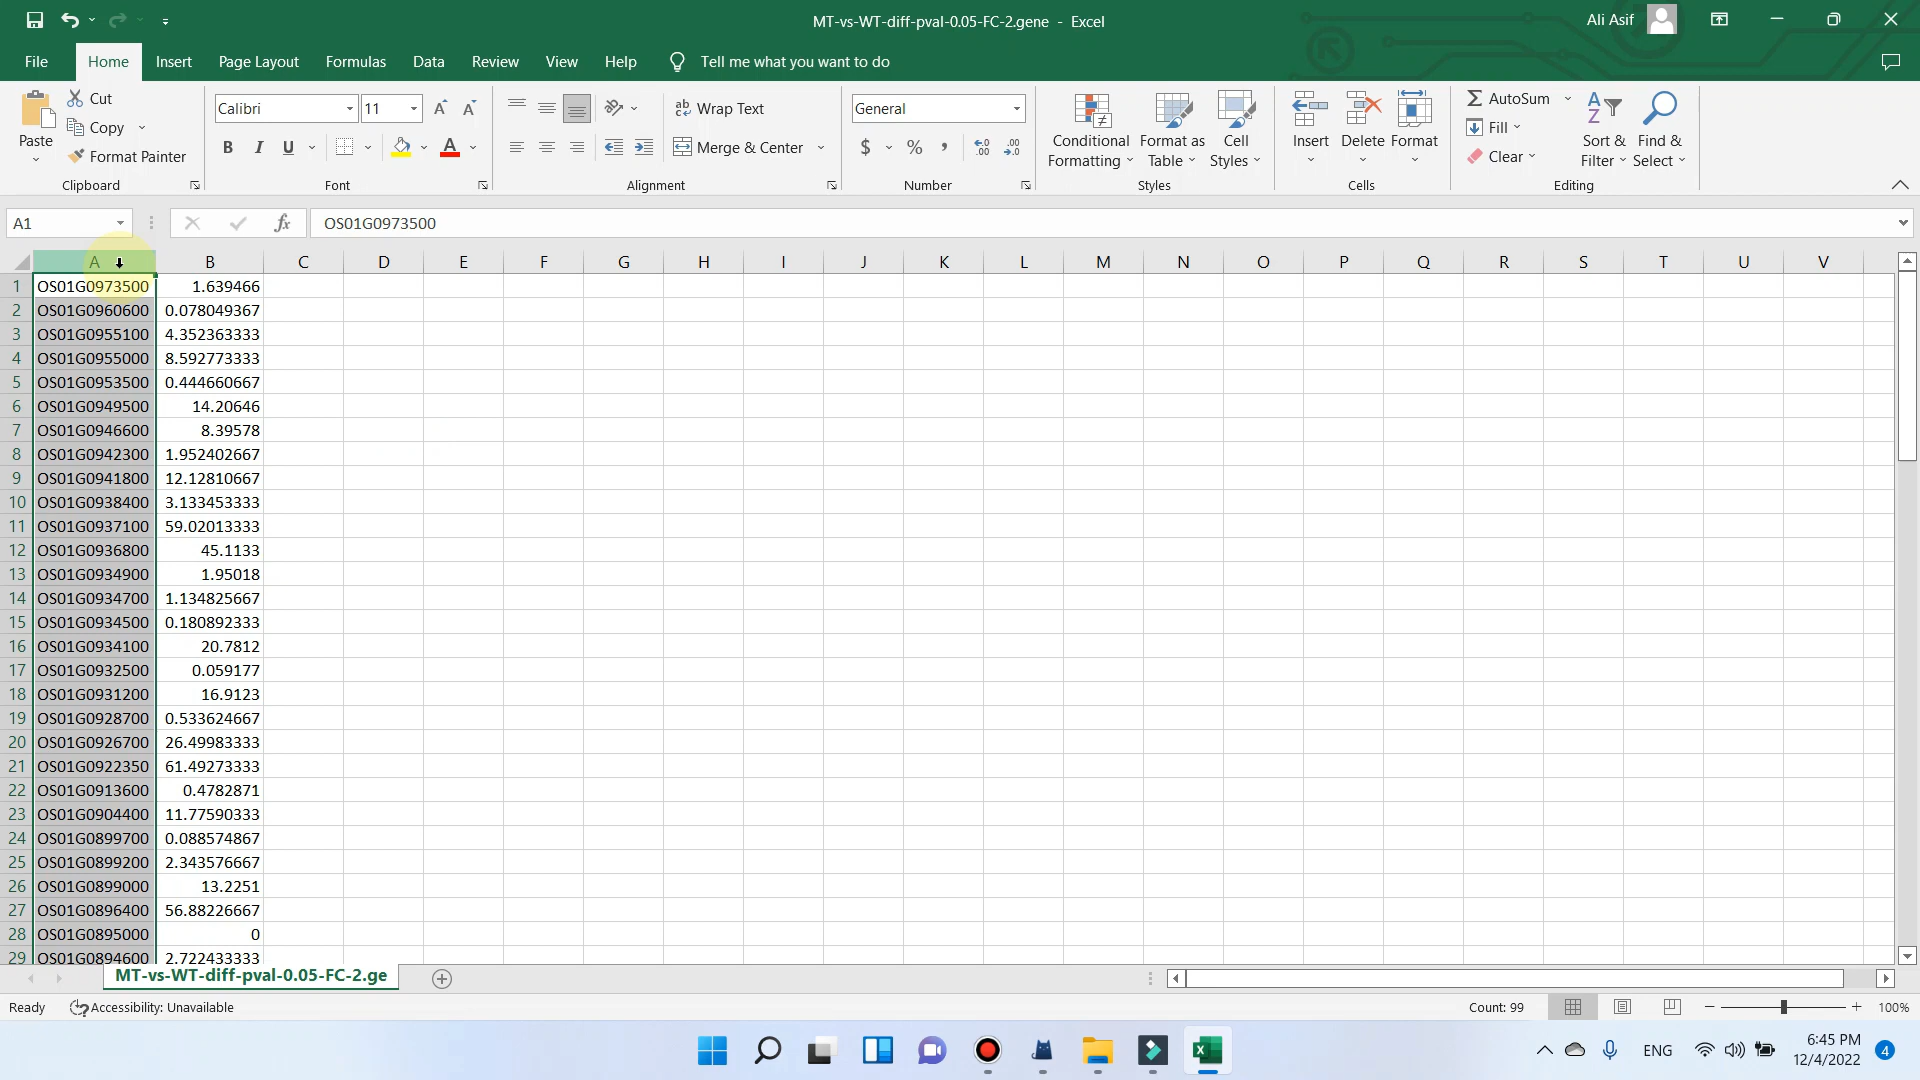 MT-vs-WT-diff-pval-0.05-FC-2.gene - Excel
Ali Asif
File Home Insert Page Layout Formulas Data Review View Help Tell me what you want to do
Paste
Cut
Copy
Format Painter
Clipboard
Calibri 11
B I U
Font
Wrap Text
Merge & Center
Alignment
General
$ % ,
Number
Conditional Formatting
Format as Table
Cell Styles
Styles
Insert
Delete
Format
Cells
AutoSum
Fill
Clear
Sort & Filter
Find & Select
Editing
A1 fx OS01G0973500
A B C D E F G H I J K L M N O P Q R S T U V
1 OS01G0973500 1.639466
2 OS01G0960600 0.078049367
3 OS01G0955100 4.352363333
4 OS01G0955000 8.592773333
5 OS01G0953500 0.444660667
6 OS01G0949500 14.20646
7 OS01G0946600 8.39578
8 OS01G0942300 1.952402667
9 OS01G0941800 12.12810667
10 OS01G0938400 3.133453333
11 OS01G0937100 59.02013333
12 OS01G0936800 45.1133
13 OS01G0934900 1.95018
14 OS01G0934700 1.134825667
15 OS01G0934500 0.180892333
16 OS01G0934100 20.7812
17 OS01G0932500 0.059177
18 OS01G0931200 16.9123
19 OS01G0928700 0.533624667
20 OS01G0926700 26.49983333
21 OS01G0922350 61.49273333
22 OS01G0913600 0.4782871
23 OS01G0904400 11.77590333
24 OS01G0899700 0.088574867
25 OS01G0899200 2.343576667
26 OS01G0899000 13.2251
27 OS01G0896400 56.88226667
28 OS01G0895000 0
29 OS01G0894600 2.722433333
MT-vs-WT-diff-pval-0.05-FC-2.ge
Ready Accessibility: Unavailable Count: 99 100%
ENG 6:45 PM 4
12/4/2022